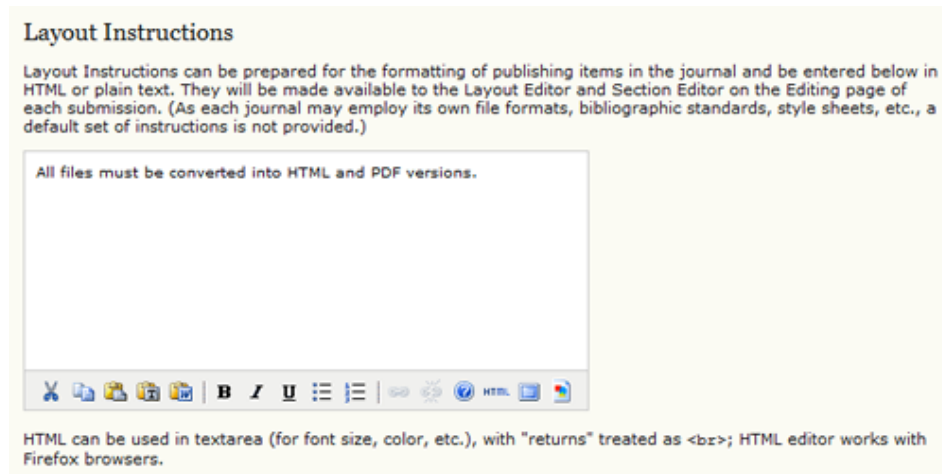 Layout Instructions
Layout Instructions can be prepared for the formatting of publishing items in the journal and be entered below in
HTML or plain text. They will be made available to the Layout Editor and Section Editor on the Editing page of
each submission. (As each journal may employ its own file formats, bibliographic standards, style sheets, etc., a
default set of instructions is not provided.)
All files must be converted into HTML and PDF versions.
B I U HTML
HTML can be used in textarea (for font size, color, etc.), with "returns" treated as <br>; HTML editor works with
Firefox browsers.